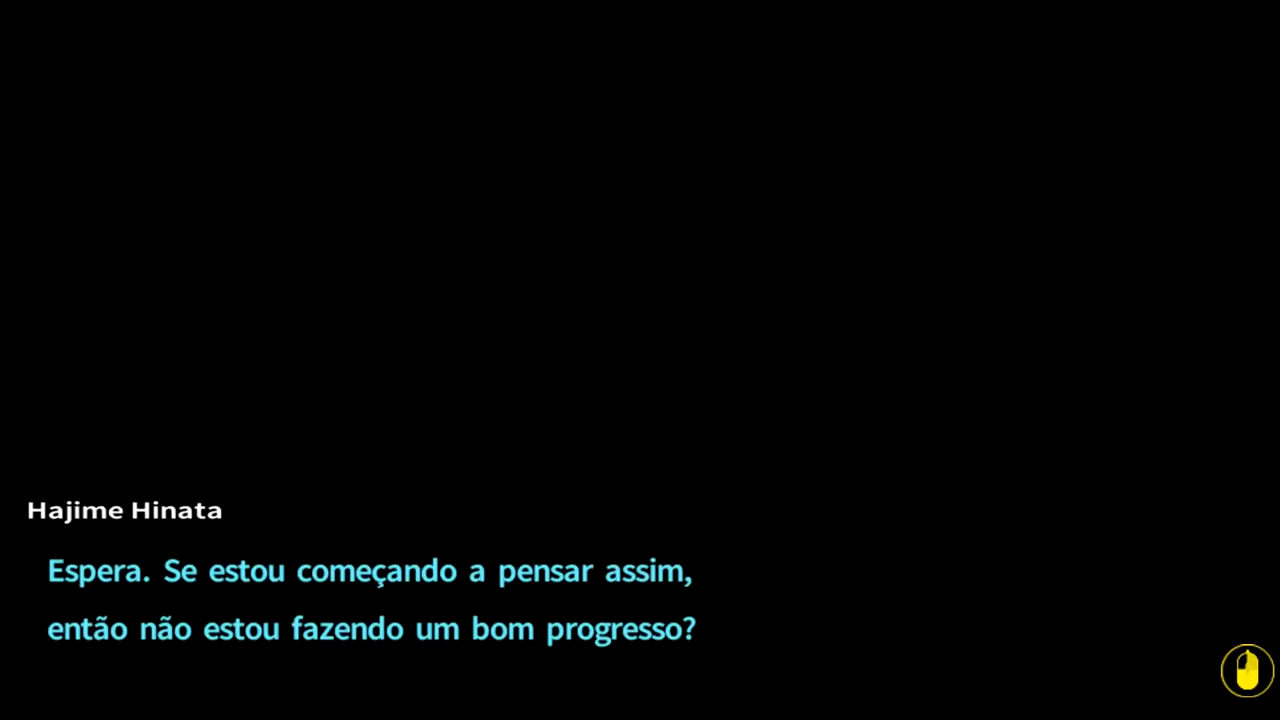 Hajime Hinata
Espera. Se estou começando a pensar assim,
então não estou fazendo um bom progresso?